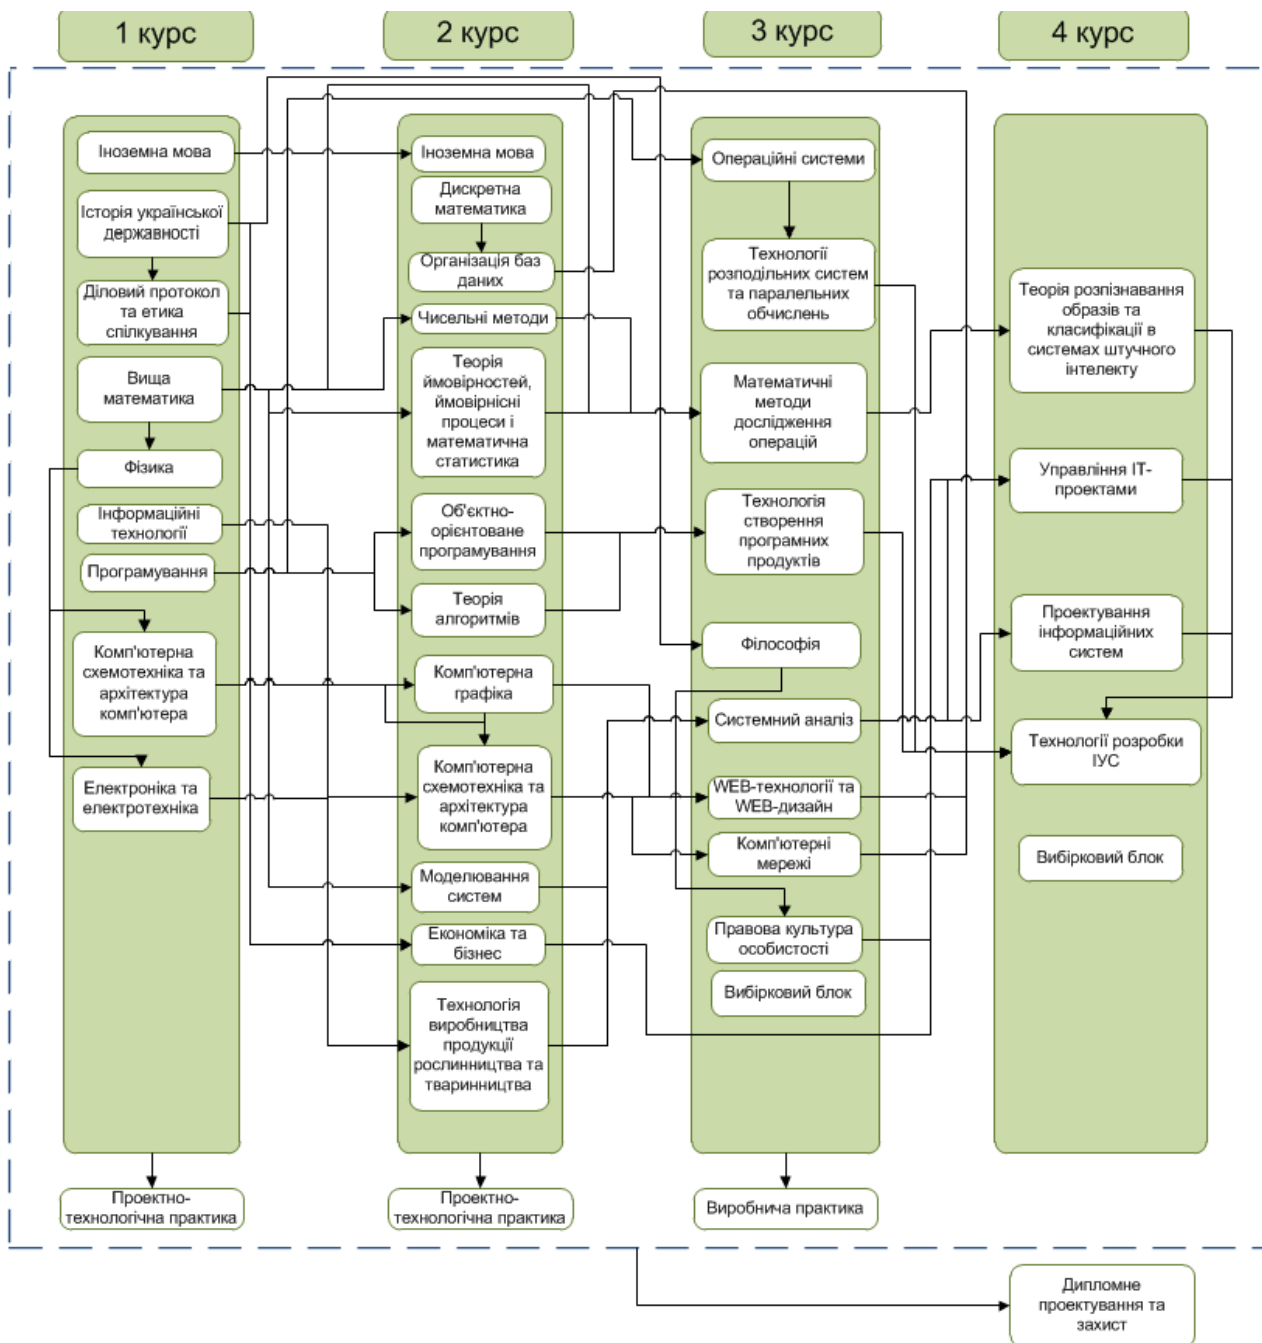 1 курс
2 курс
3 курс
4 курс
Іноземна мова
Історія української
державності
Діловий протокол
та етика
спілкування
Вища
математика
Фізика
Інформаційні
технології
Програмування
Комп'ютерна
схемотехніка та
архітектура
комп'ютера
Електроніка та
електротехніка
Проектно-
технологічна практика
Іноземна мова
Дискретна
математика
Організація баз
даних
Чисельні методи
Теорія
ймовірностей,
ймовірнісні
процеси і
математична
статистика
Об'єктно-
орієнтоване
програмування
Теорія
алгоритмів
Комп'ютерна
графіка
Комп'ютерна
схемотехніка та
архітектура
комп'ютера
Моделювання
систем
Економіка та
бізнес
Технологія
виробництва
продукції
рослинництва та
тваринництва
Проектно-
технологічна практика
Операційні системи
Технології
розподільних систем
та паралельних
обчислень
Математичні
методи
дослідження
операцій
Технологія
створення
програмних
продуктів
Філософія
Системний аналіз
WEB-технології та
WEB-дизайн
Комп'ютерні
мережі
Правова культура
особистості
Вибірковий блок
Виробнича практика
Теорія розпізнавання
образів та
класифікації в
системах штучного
інтелекту
Управління ІТ-
проектами
Проектування
інформаційних
систем
Технології розробки
ІУС
Вибірковий блок
Дипломне
проектування та
захист